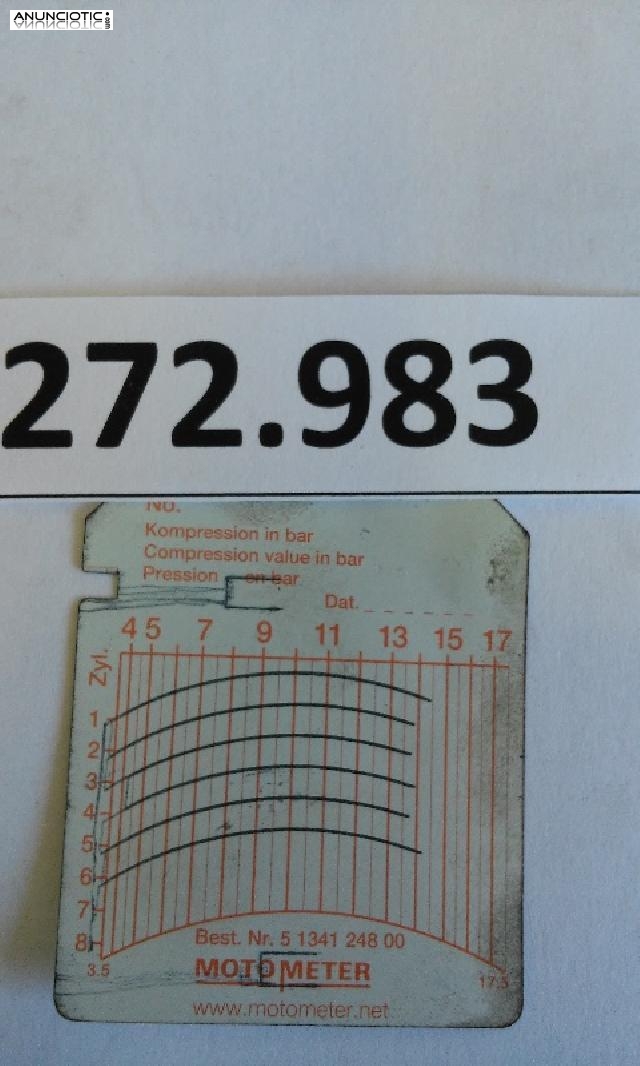 ANUNCIOTIC.com
272.983
No.
Kompression in bar
Compression value in bar
Pression en bar
Dat.
4 5 7 9 11 13 15 17
Zyl.
1
2
3
4
5
6
7
8
3.5 17.5
Best. Nr. 5 1341 248 00
MOTOMETER
www.motometer.net